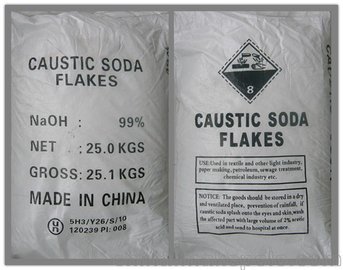 CAUSTIC SODA
FLAKES
NaOH : 99%
NET : 25.0 KGS
GROSS: 25.1 KGS
MADE IN CHINA
UN
5H3/Y26/S/10
120239 PI:008
8
CAUSTIC SODA
FLAKES
USE:Used in textile and other light industry,
paper making, petroleum, sewage treatment,
chemical industry etc.
NOTICE: The goods should be stored in a dry
and ventilated place, prevention of rainfall, if
caustic soda splash onto the eyes and skin, wash
the affected part with large volume of 2% acetic
acid and send to hospital at once.